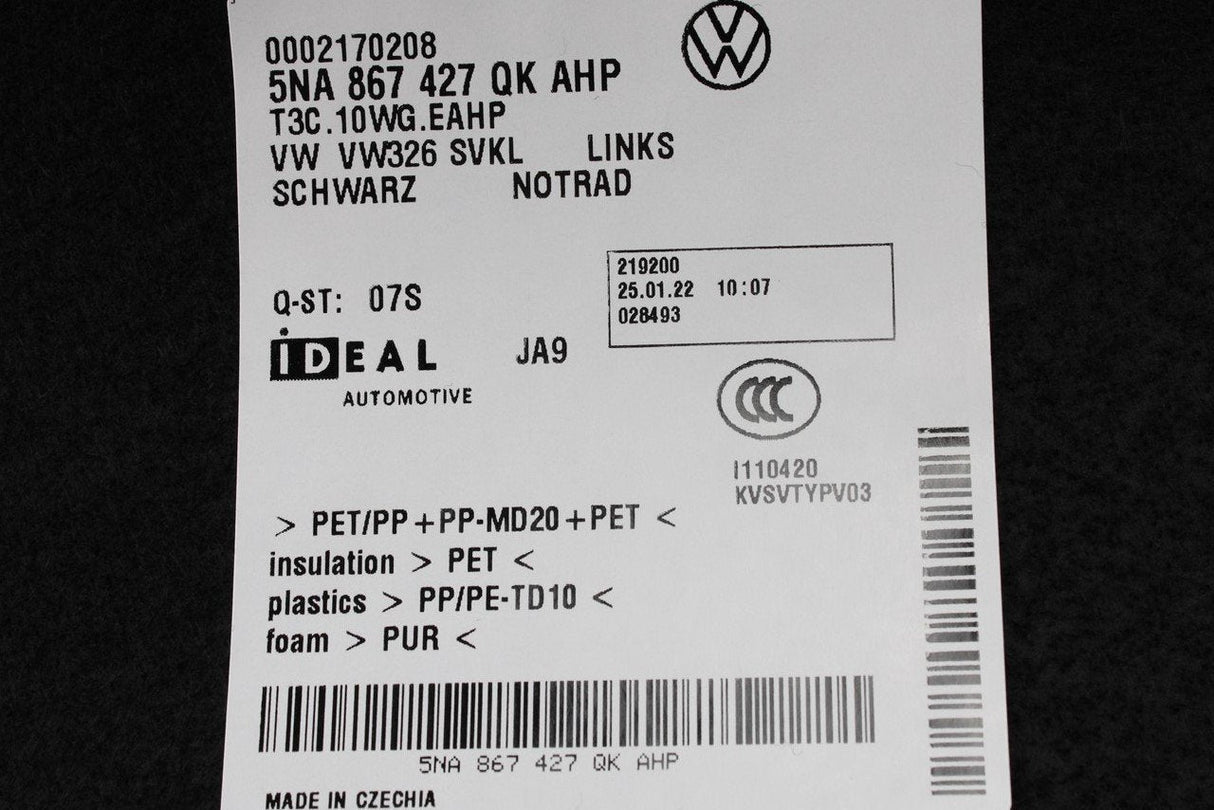 0002170208
5NA 867 427 QK AHP
T3C.10WG.EAHP
VW VW326 SVKL LINKS
SCHWARZ NOTRAD
219200
25.01.22 10:07
028493
Q-ST: 07S
iDEAL JA9
AUTOMOTIVE
CCC
I110420
KVSVTYPV03
> PET/PP+PP-MD20+PET <
insulation > PET <
plastics > PP/PE-TD10 <
foam > PUR <
5NA 867 427 QK AHP
MADE IN CZECHIA